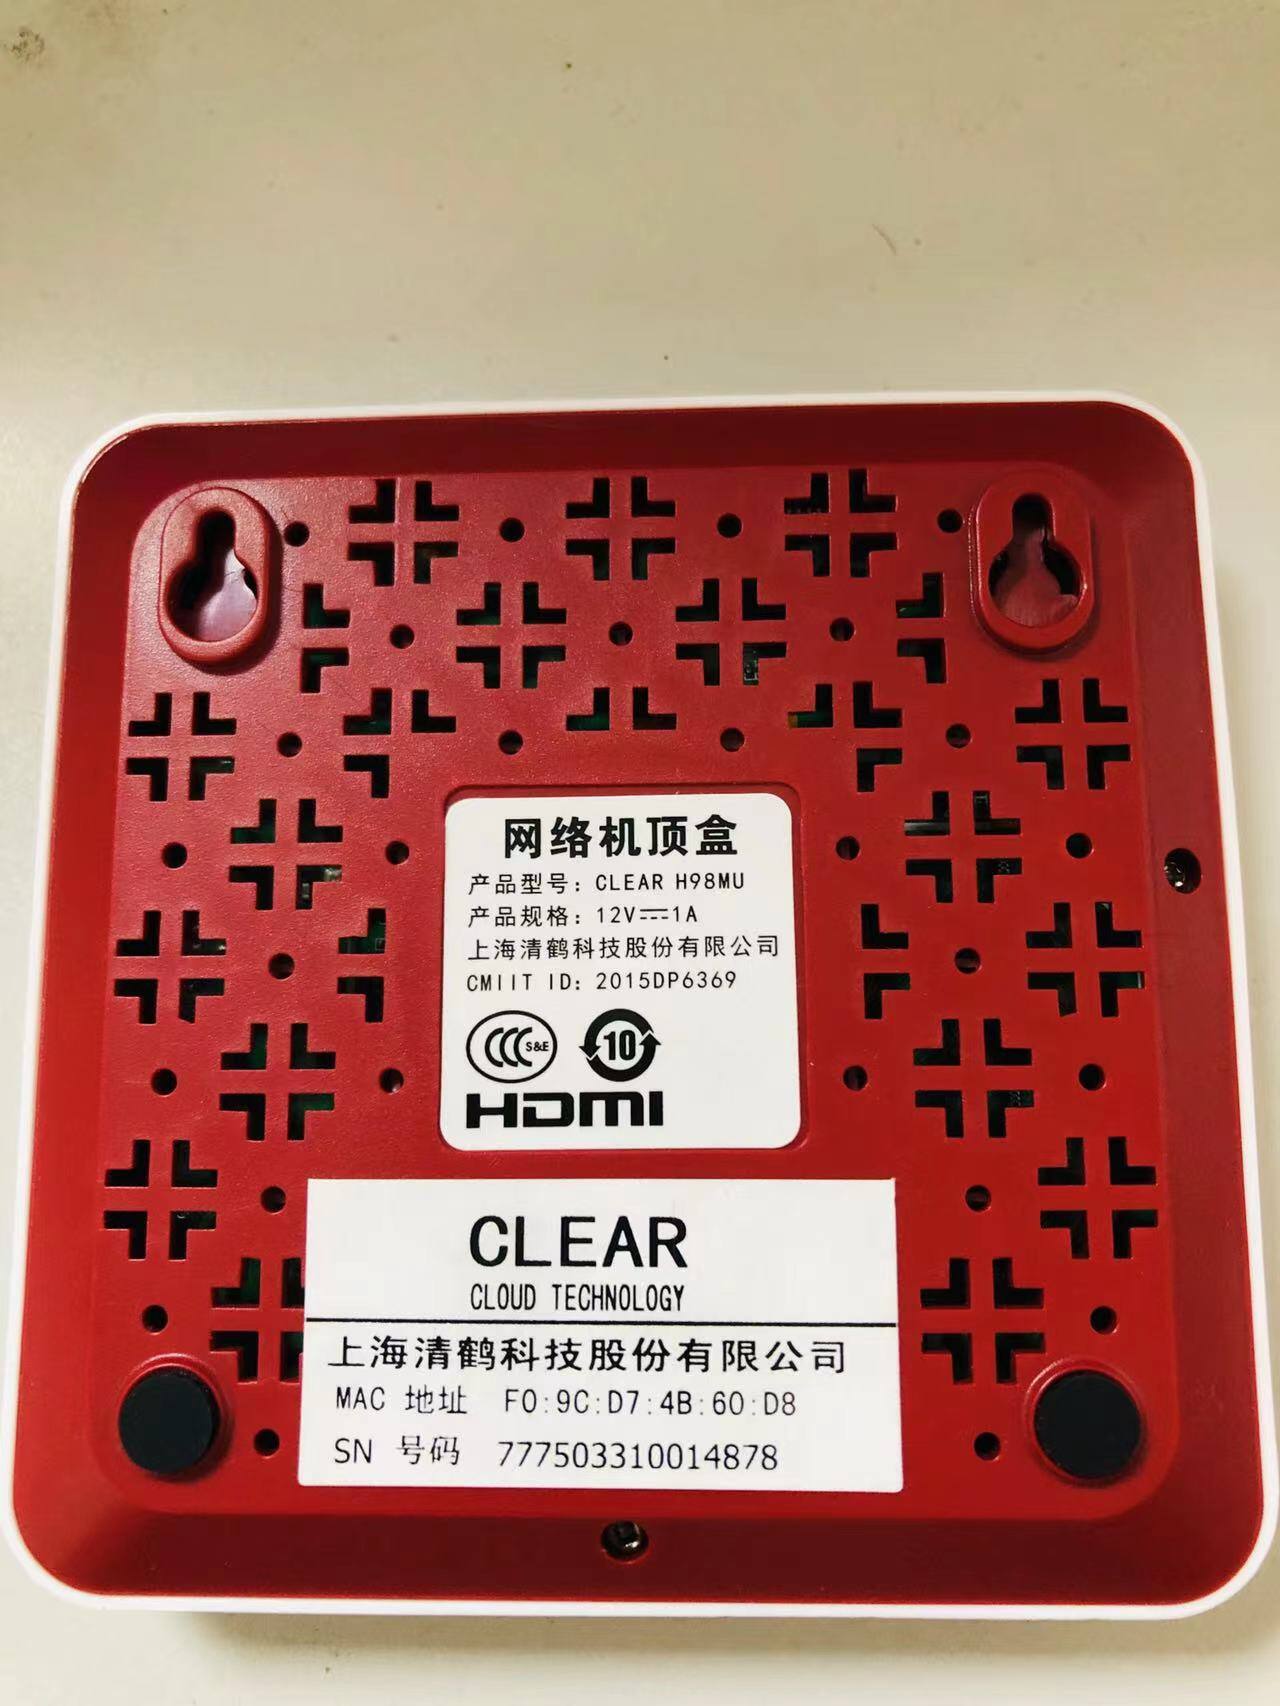 网络机顶盒
产品型号：CLEAR H98MU
产品规格：12V⎓1A
上海清鹤科技股份有限公司
CMIIT ID：2015DP6369
CCC S&E 10
HDMI
CLEAR
CLOUD TECHNOLOGY
上海清鹤科技股份有限公司
MAC 地址 F0:9C:D7:4B:60:D8
SN 号码 777503310014878